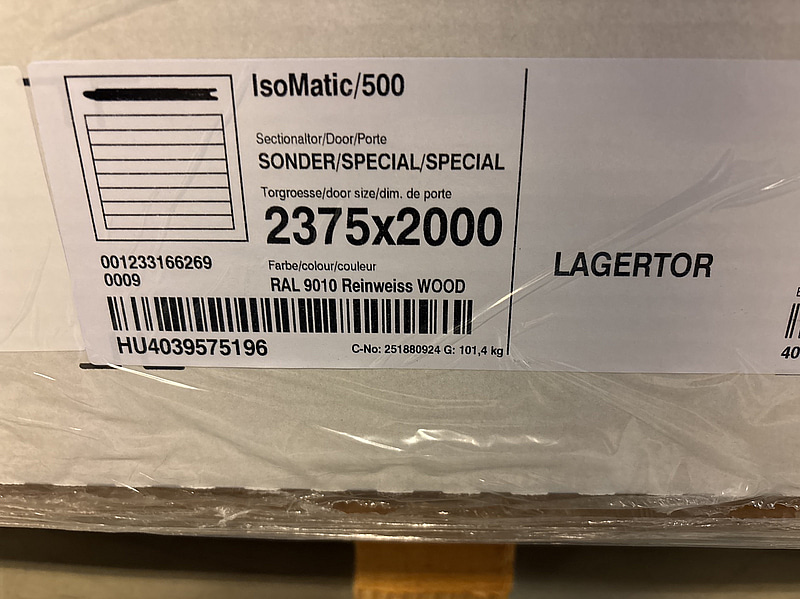 IsoMatic/500
Sectionaltor/Door/Porte
SONDER/SPECIAL/SPECIAL
Torgroesse/door size/dim. de porte
2375x2000
001233166269
0009
Farbe/colour/couleur
RAL 9010 Reinweiss WOOD
HU4039575196
C-No: 251880924 G: 101,4 kg
LAGERTOR
40